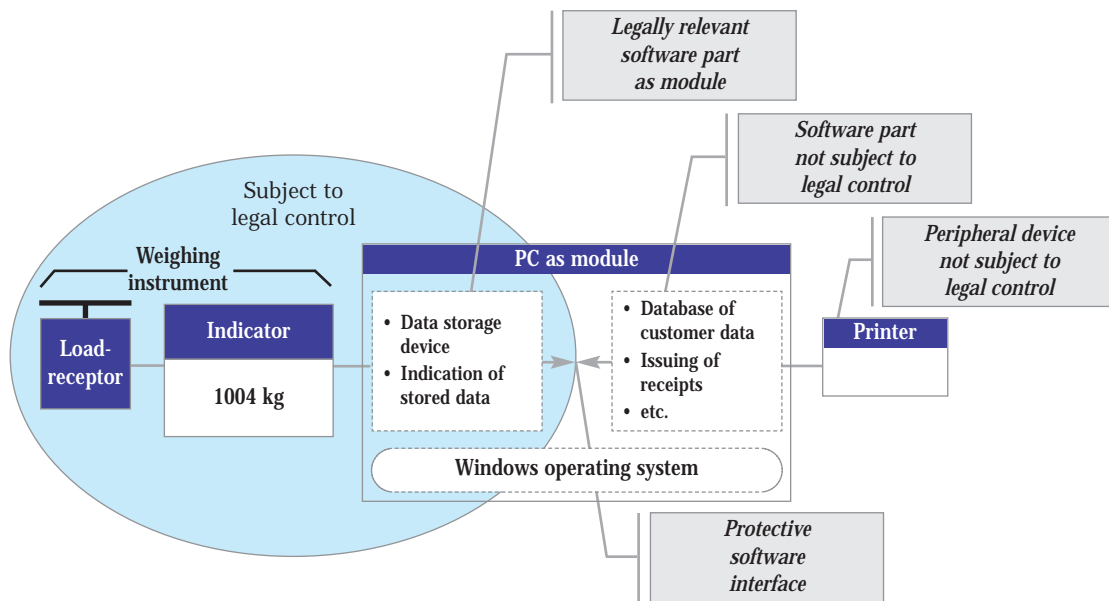 Legally relevant
software part
as module
Software part
not subject to
legal control
Peripheral device
not subject to
legal control
Subject to
legal control
Weighing
instrument
PC as module
Load-
receptor
Indicator
1004 kg
• Data storage
device
• Indication of
stored data
• Database of
customer data
• Issuing of
receipts
• etc.
Printer
Windows operating system
Protective
software
interface